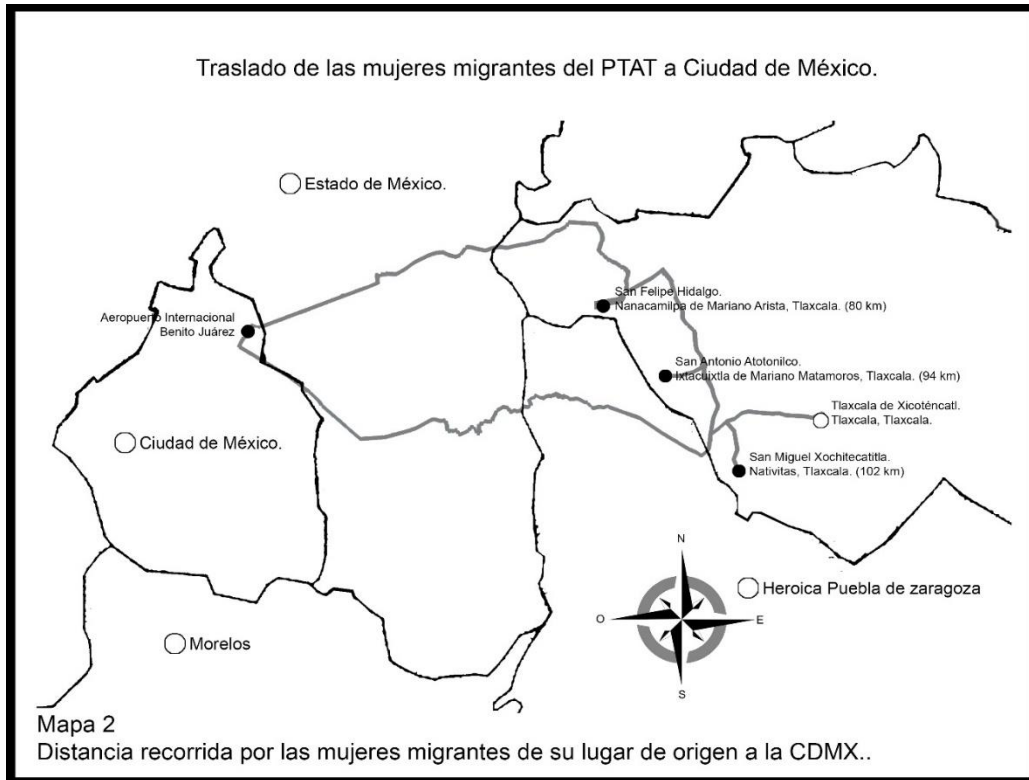 Traslado de las mujeres migrantes del PTAT a Ciudad de México.
Estado de México.
San Felipe Hidalgo.
Nanacamilpa de Mariano Arista, Tlaxcala. (80 km)
Aeropuerto Internacional
Benito Juárez
San Antonio Atotonilco.
Ixtacuixtla de Mariano Matamoros, Tlaxcala. (94 km)
Tlaxcala de Xicoténcatl.
Tlaxcala, Tlaxcala.
Ciudad de México.
San Miguel Xochitecatitla.
Nativitas, Tlaxcala. (102 km)
N
Heroica Puebla de zaragoza
O
E
Morelos
S
Mapa 2
Distancia recorrida por las mujeres migrantes de su lugar de origen a la CDMX..